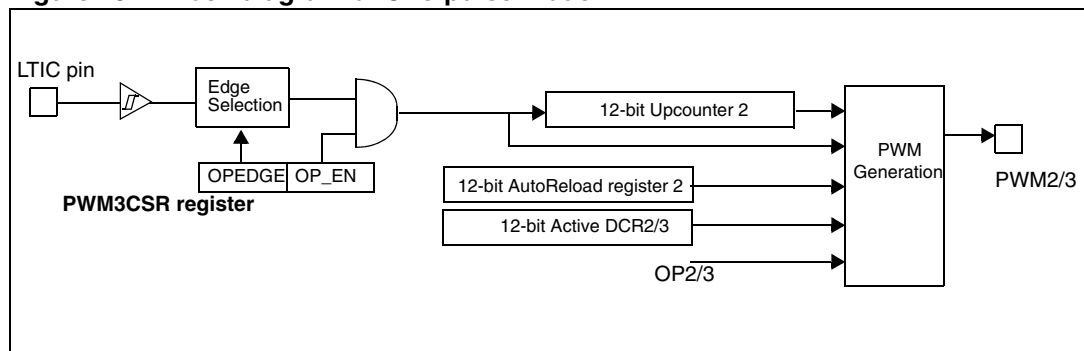 LTIC pin
Edge
Selection
12-bit Upcounter 2
PWM
Generation
OPEDGE OP_EN
12-bit AutoReload register 2
PWM2/3
PWM3CSR register
12-bit Active DCR2/3
OP2/3